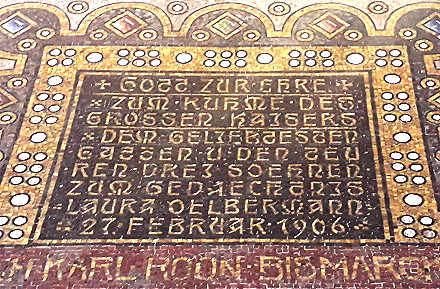 + GOTT ZUR EHRE +
+ ZUM RUHME DES
GROSSEN KAISERS
+ DEM GELIEBTESTEN
GATTEN U. DEN TEU
REN DREI SOEHNEN
ZUM GEDAECHTNIS
LAURA OELBERMANN
27. FEBRUAR 1906
KARL ROON BISMARC